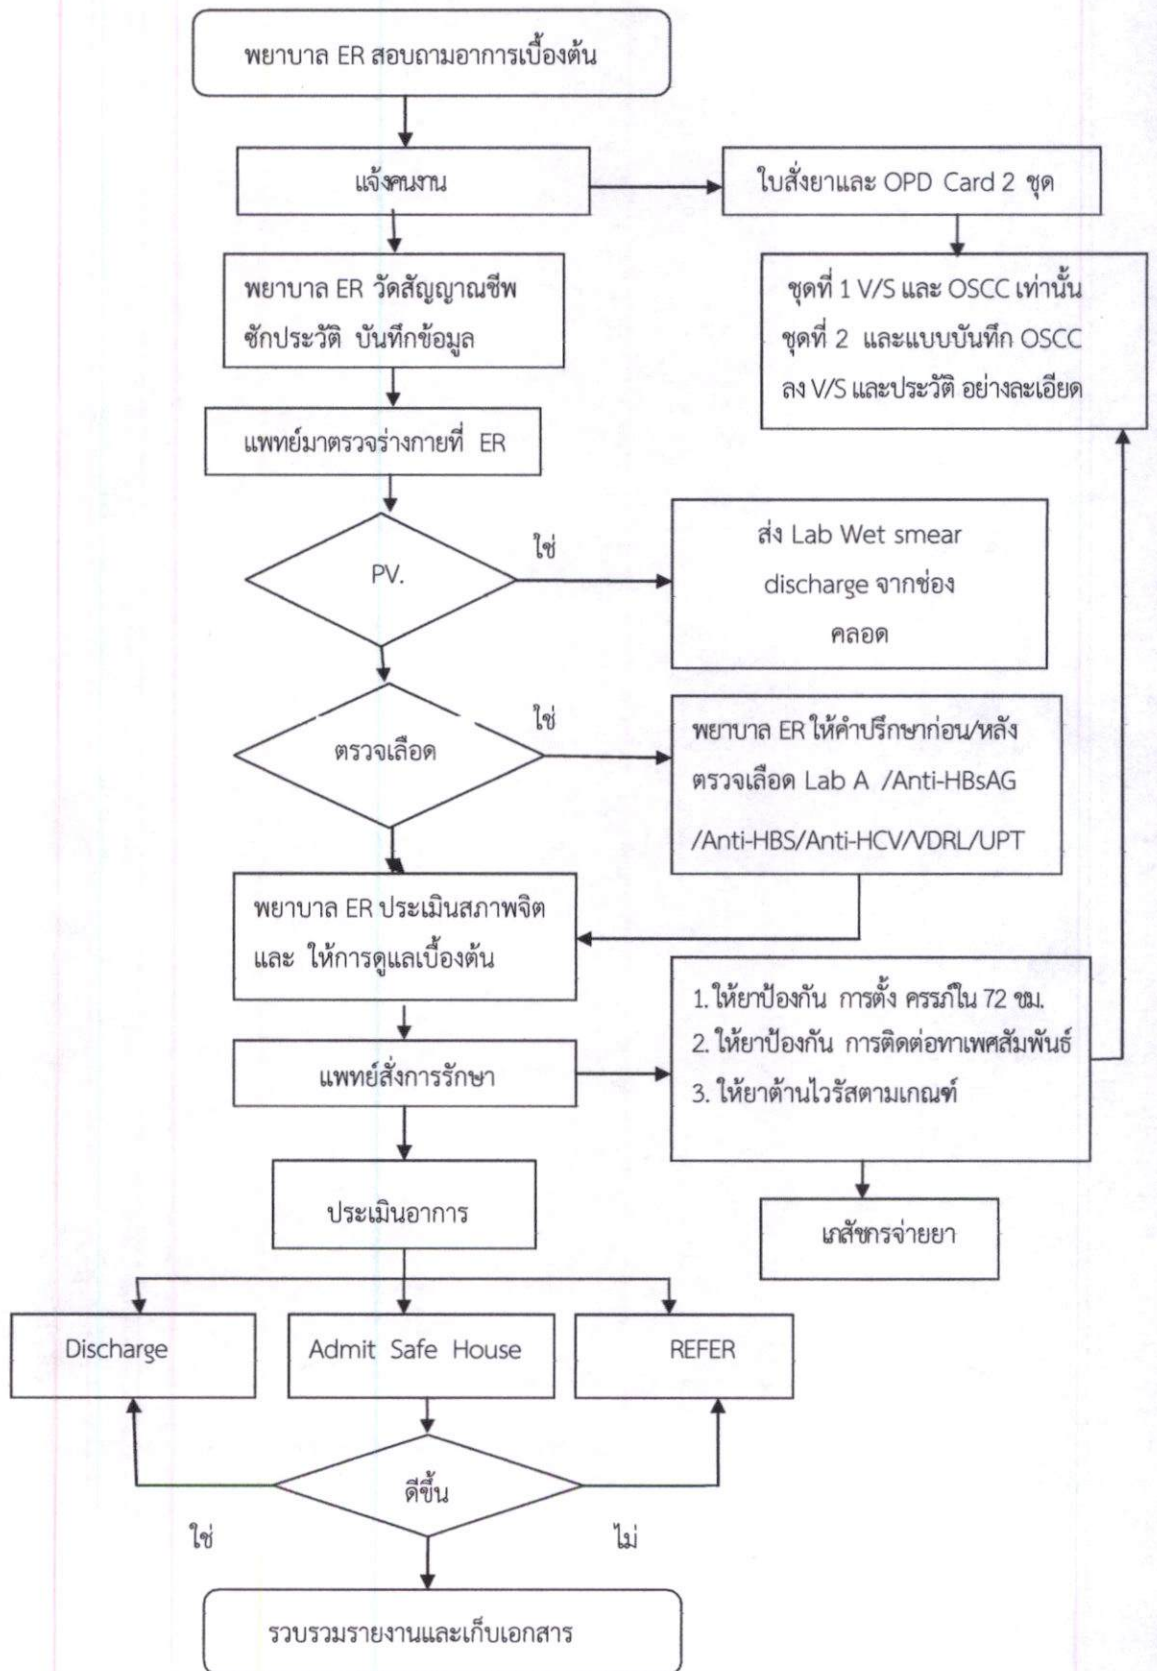 พยาบาล ER สอบถามอาการเบื้องต้น
แจ้งคนงาน
ใบสั่งยาและ OPD Card 2 ชุด
พยาบาล ER วัดสัญญาณชีพ
ซักประวัติ บันทึกข้อมูล
ชุดที่ 1 V/S และ OSCC เท่านั้น
ชุดที่ 2 และแบบบันทึก OSCC
ลง V/S และประวัติ อย่างละเอียด
แพทย์มาตรวจร่างกายที่ ER
PV.
ใช่
ส่ง Lab Wet smear
discharge จากช่อง
คลอด
ตรวจเลือด
ใช่
พยาบาล ER ให้คำปรึกษาก่อน/หลัง
ตรวจเลือด Lab A /Anti-HBsAG
/Anti-HBS/Anti-HCV/VDRL/UPT
พยาบาล ER ประเมินสภาพจิต
และ ให้การดูแลเบื้องต้น
แพทย์สั่งการรักษา
1. ให้ยาป้องกัน การตั้ง ครรภ์ใน 72 ชม.
2. ให้ยาป้องกัน การติดต่อทาเพศสัมพันธ์
3. ให้ยาต้านไวรัสตามเกณฑ์
ประเมินอาการ
เภสัชกรจ่ายยา
Discharge
Admit Safe House
REFER
ดีขึ้น
ใช่
ไม่
รวบรวมรายงานและเก็บเอกสาร